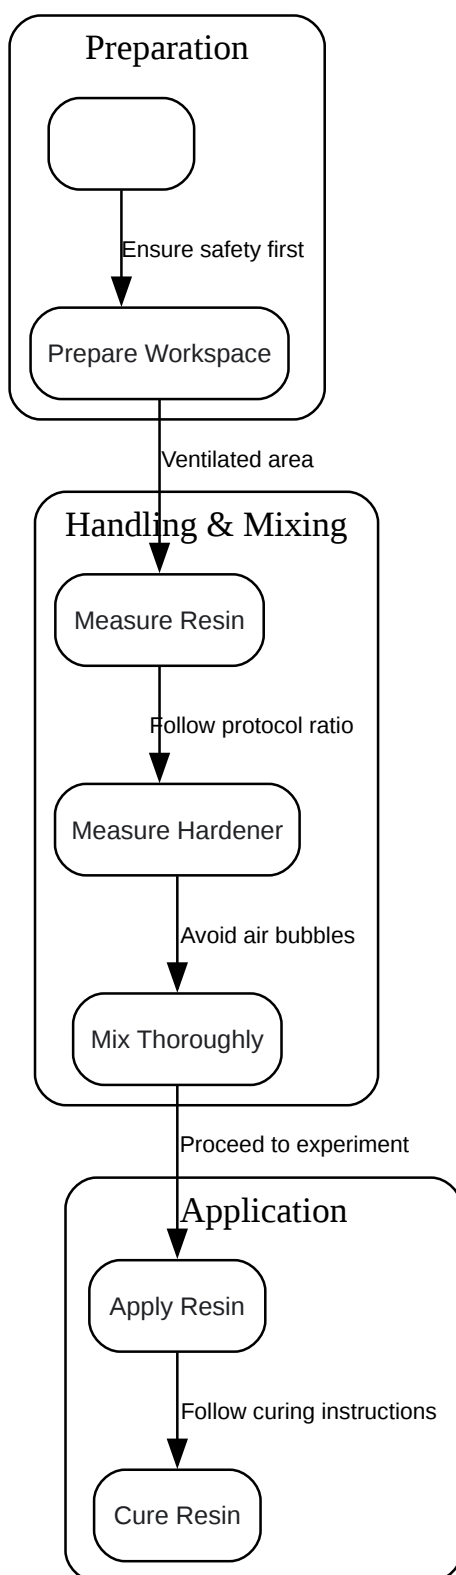 Preparation
Ensure safety first
Prepare Workspace
Ventilated area
Handling & Mixing
Measure Resin
Follow protocol ratio
Measure Hardener
Avoid air bubbles
Mix Thoroughly
Proceed to experiment
Application
Apply Resin
Follow curing instructions
Cure Resin